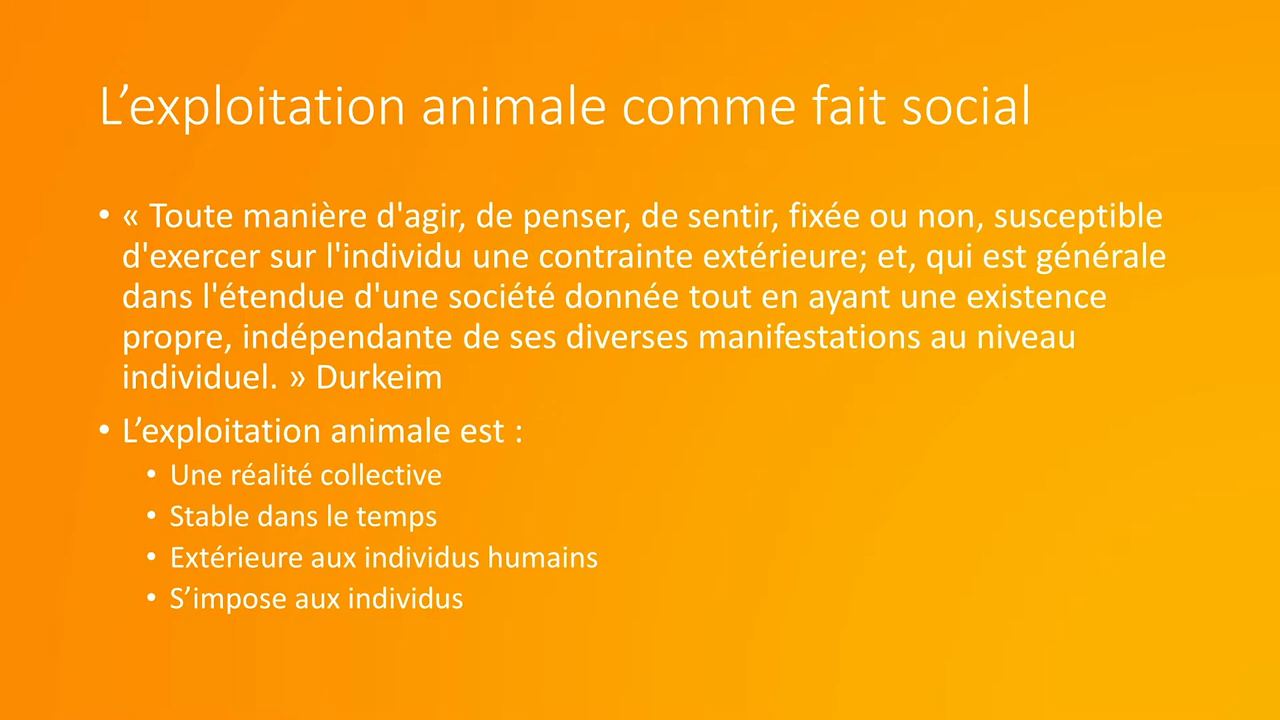 L’exploitation animale comme fait social
• « Toute manière d'agir, de penser, de sentir, fixée ou non, susceptible
d'exercer sur l'individu une contrainte extérieure; et, qui est générale
dans l'étendue d'une société donnée tout en ayant une existence
propre, indépendante de ses diverses manifestations au niveau
individuel. » Durkeim
• L’exploitation animale est :
• Une réalité collective
• Stable dans le temps
• Extérieure aux individus humains
• S’impose aux individus